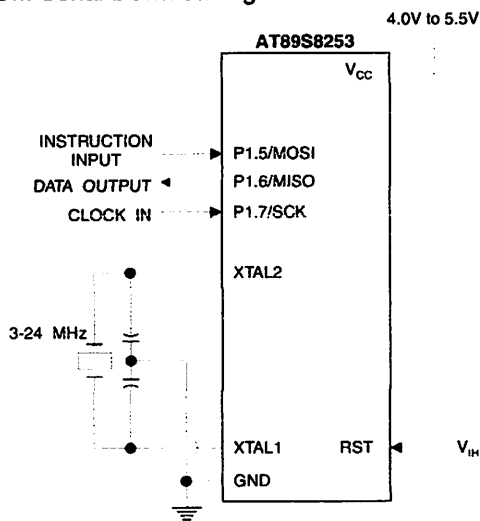 4.0V to 5.5V
AT89S8253
VCC
INSTRUCTION
INPUT
P1.5/MOSI
DATA OUTPUT
P1.6/MISO
CLOCK IN
P1.7/SCK
XTAL2
3-24 MHz
XTAL1
RST
VIH
GND